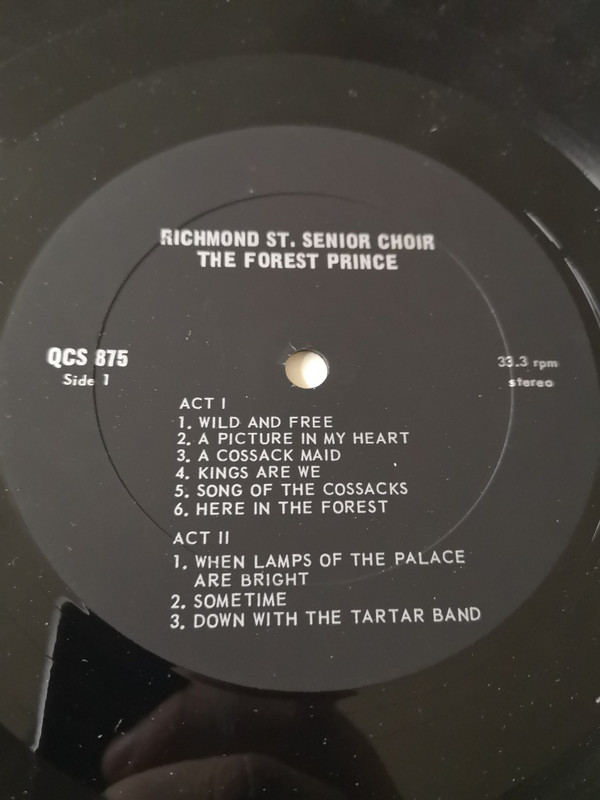 RICHMOND ST. SENIOR CHOIR
THE FOREST PRINCE
QCS 875
Side 1
33.3 rpm
stereo
ACT I
1. WILD AND FREE
2. A PICTURE IN MY HEART
3. A COSSACK MAID
4. KINGS ARE WE
5. SONG OF THE COSSACKS
6. HERE IN THE FOREST
ACT II
1. WHEN LAMPS OF THE PALACE
ARE BRIGHT
2. SOMETIME
3. DOWN WITH THE TARTAR BAND